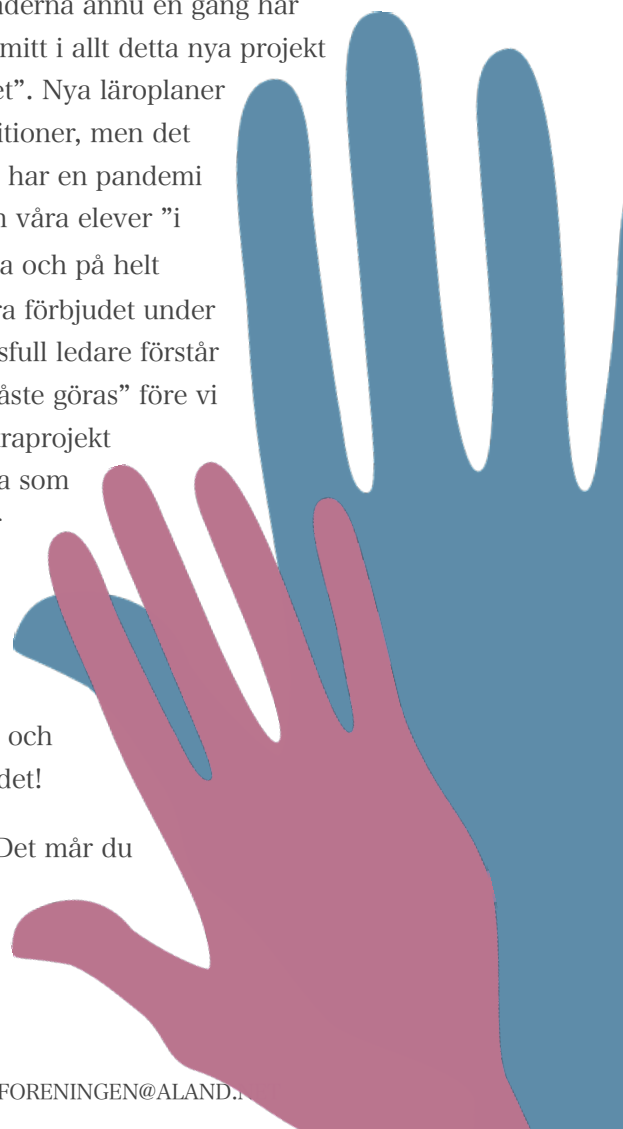 derna ännu en gång har
mitt i allt detta nya projekt
et”. Nya läroplaner
itioner, men det
har en pandemi
våra elever ”i
a och på helt
ra förbjudet under
sfull ledare förstår
åste göras” före vi
raprojekt
a som
och
det!
Det mår du
FORENINGEN@ALAND.